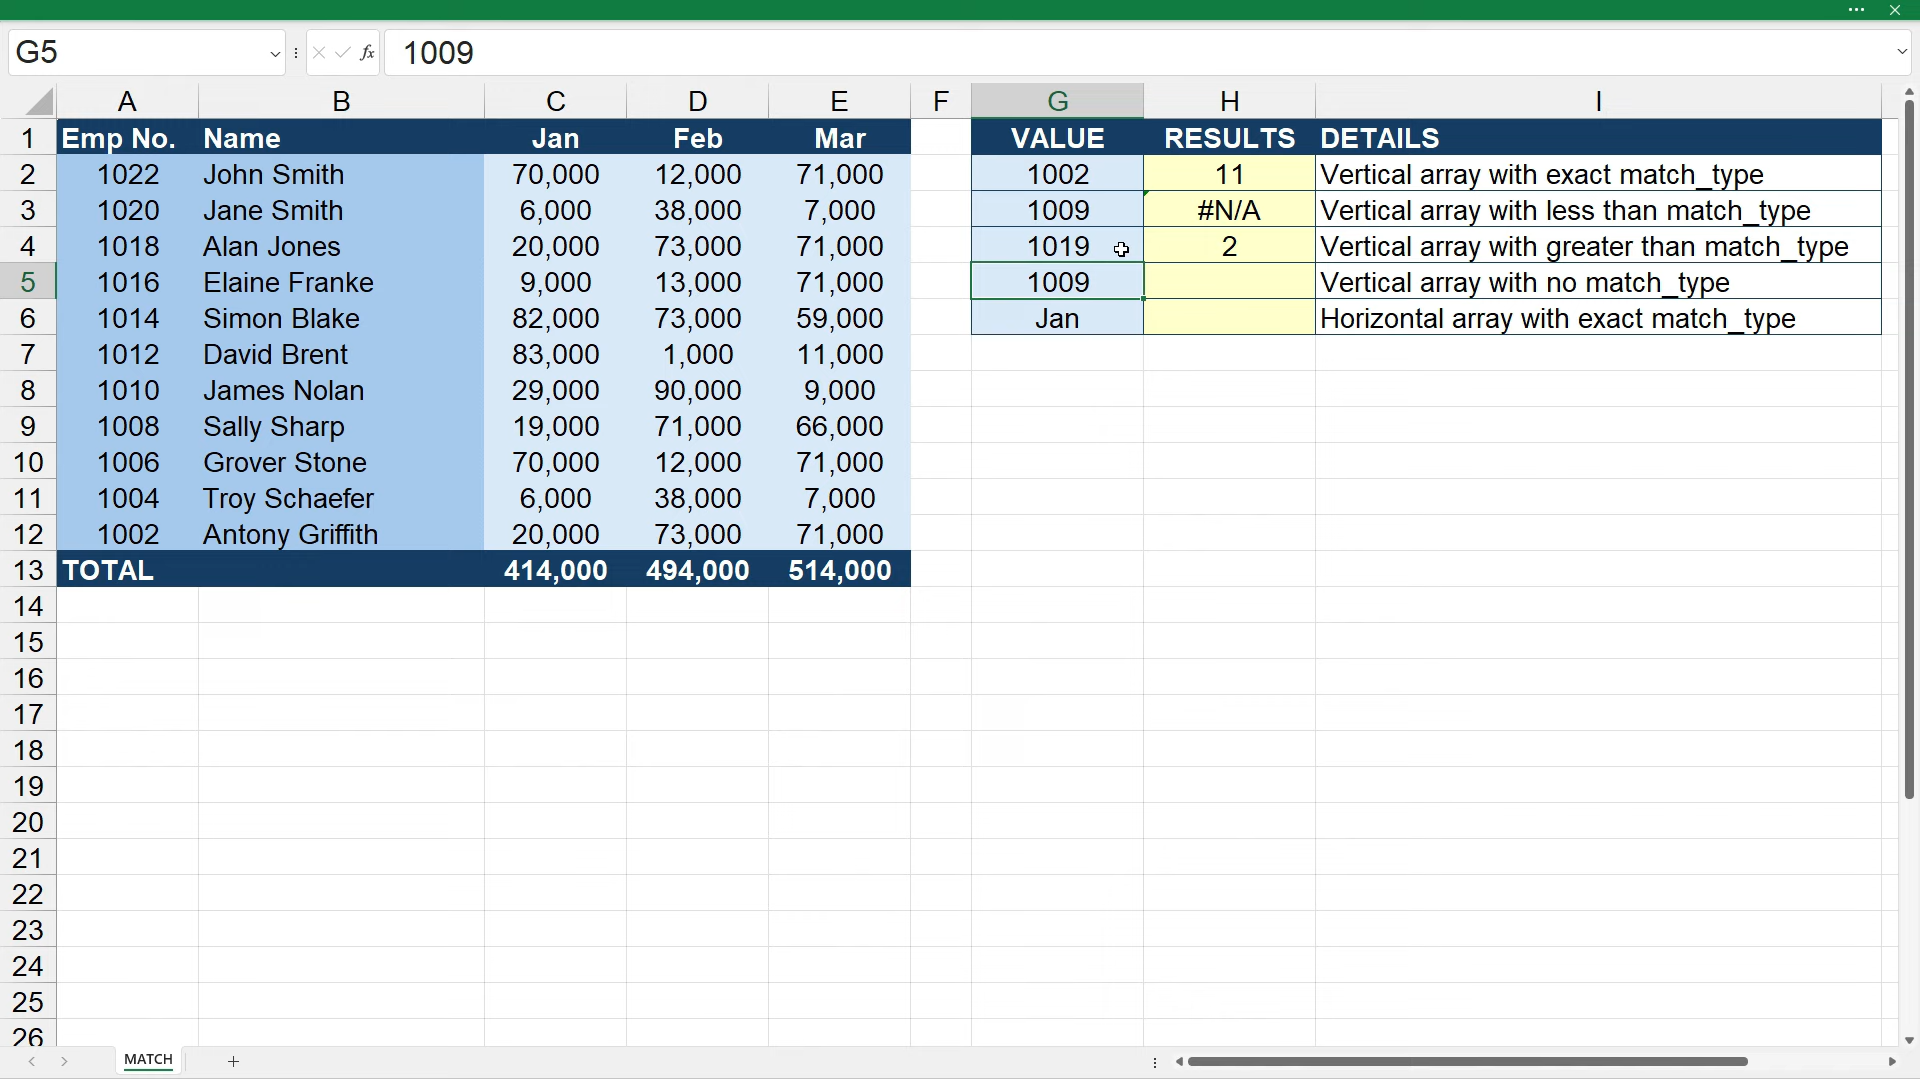 G5 fx 1009
A B C D E F G H I
1 Emp No. Name Jan Feb Mar VALUE RESULTS DETAILS
2 1022 John Smith 70,000 12,000 71,000 1002 11 Vertical array with exact match_type
3 1020 Jane Smith 6,000 38,000 7,000 1009 #N/A Vertical array with less than match_type
4 1018 Alan Jones 20,000 73,000 71,000 1019 2 Vertical array with greater than match_type
5 1016 Elaine Franke 9,000 13,000 71,000 1009 Vertical array with no match_type
6 1014 Simon Blake 82,000 73,000 59,000 Jan Horizontal array with exact match_type
7 1012 David Brent 83,000 1,000 11,000
8 1010 James Nolan 29,000 90,000 9,000
9 1008 Sally Sharp 19,000 71,000 66,000
10 1006 Grover Stone 70,000 12,000 71,000
11 1004 Troy Schaefer 6,000 38,000 7,000
12 1002 Antony Griffith 20,000 73,000 71,000
13 TOTAL 414,000 494,000 514,000
14
15
16
17
18
19
20
21
22
23
24
25
26
MATCH